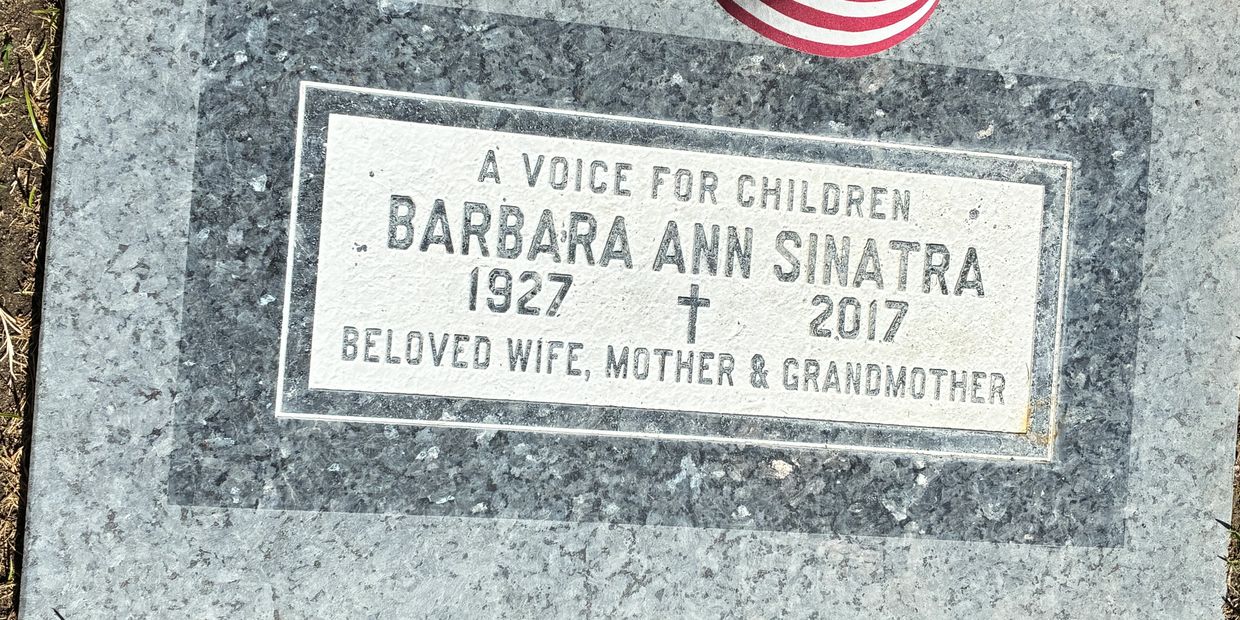 A VOICE FOR CHILDREN
BARBARA ANN SINATRA
1927 † 2017
BELOVED WIFE, MOTHER & GRANDMOTHER